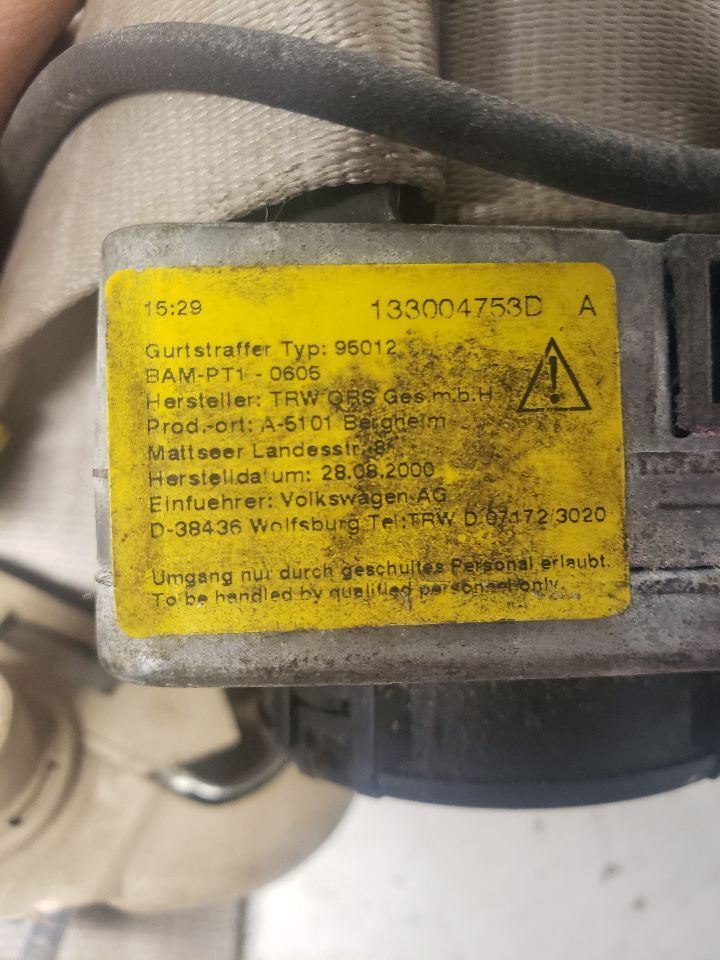 15:29 133004753D A
Gurtstraffer Typ: 95012
BAM-PT1 - 0605
Hersteller: TRW ORS Ges.m.b.H
Prod.-ort: A-5101 Bergheim
Mattseer Landesstr. 8
Herstelldatum: 28.08.2000
Einfuehrer: Volkswagen AG
D-38436 Wolfsburg Tel:TRW D 07172/3020
Umgang nur durch geschultes Personal erlaubt.
To be handled by qualified personnel only.